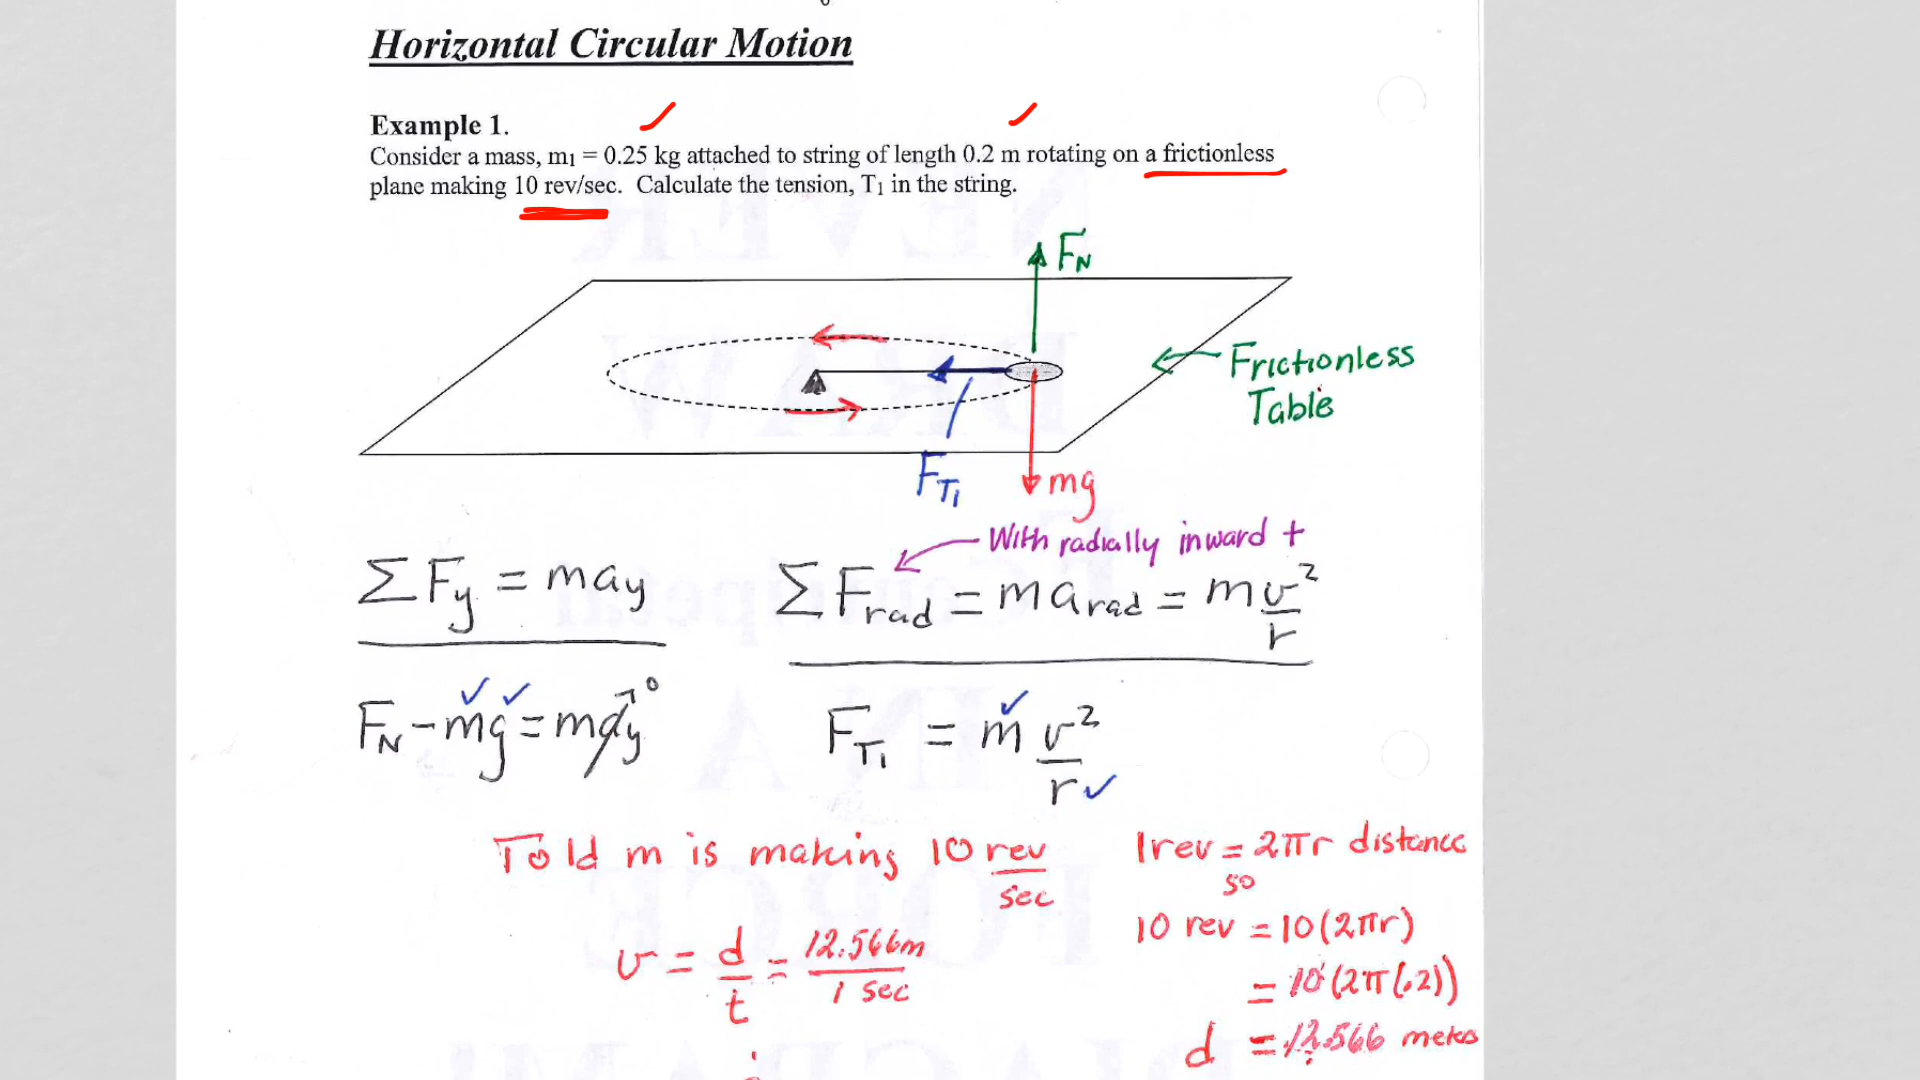 Horizontal Circular Motion
Example 1.
Consider a mass, m₁ = 0.25 kg attached to string of length 0.2 m rotating on a frictionless
plane making 10 rev/sec. Calculate the tension, T₁ in the string.
F_N
Frictionless
Table
F_T₁
mg
With radially inward +
ΣF_y = ma_y
ΣF_rad = ma_rad = m v²/r
F_N - mg = ma_y → 0
F_T₁ = m v²/r
Told m is making 10 rev/sec
1 rev = 2πr distance
so
10 rev = 10(2πr)
= 10(2π(.2))
v = d/t = 12.566m/1 sec
d = 12.566 meters